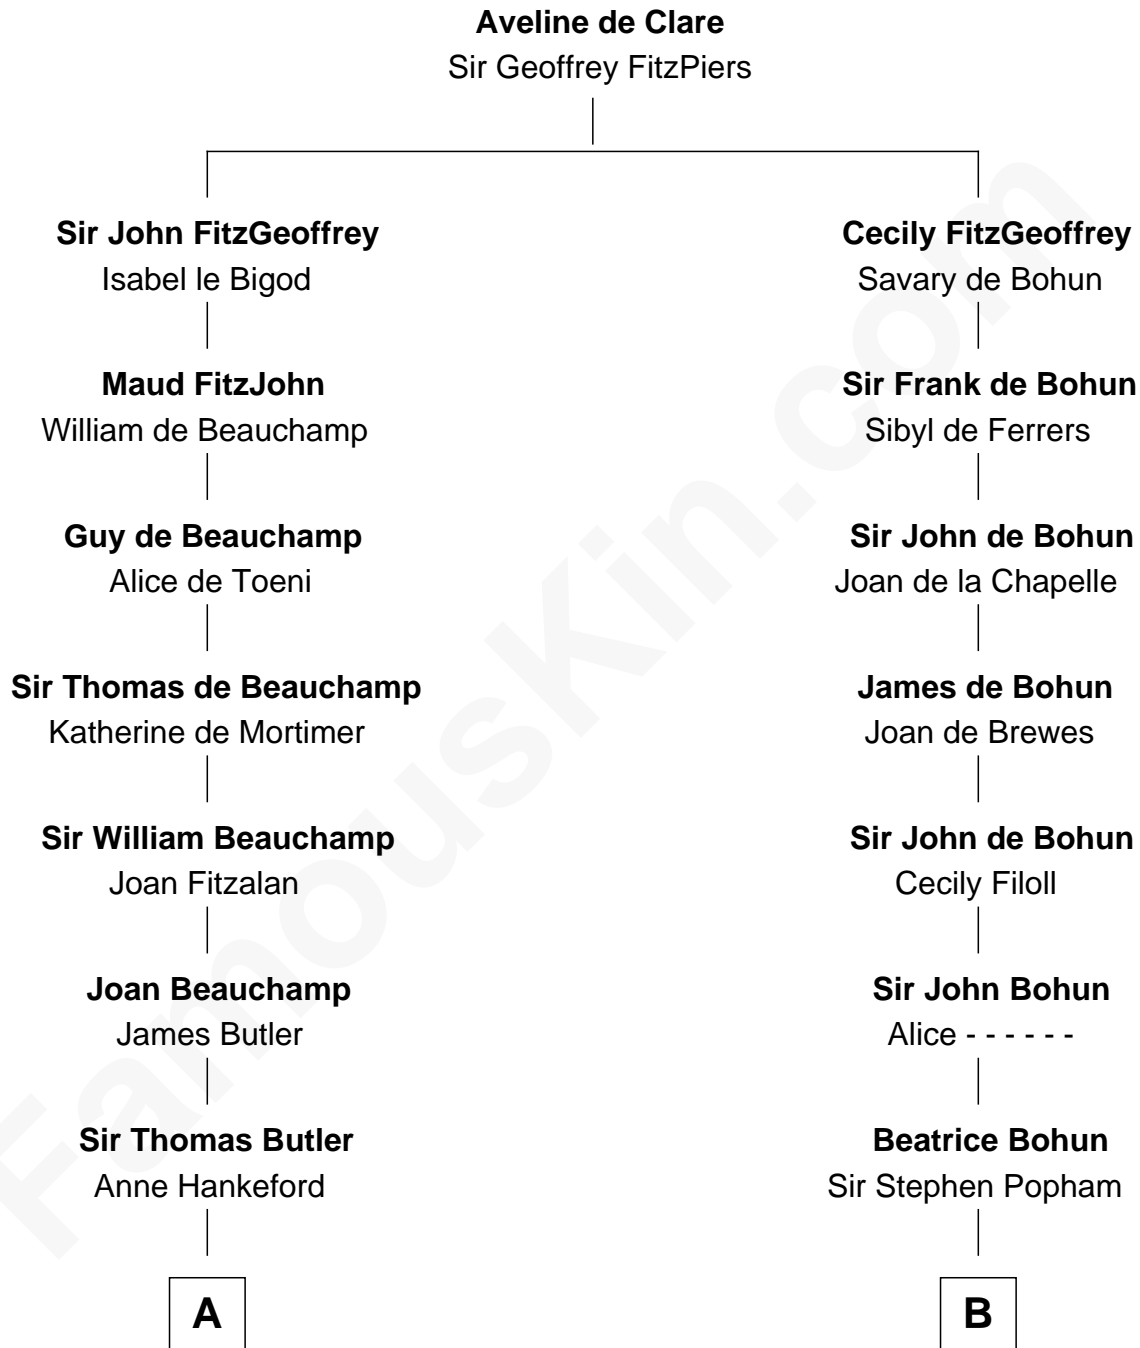 Aveline de Clare
Sir Geoffrey FitzPiers
Sir John FitzGeoffrey
Isabel le Bigod
Maud FitzJohn
William de Beauchamp
Guy de Beauchamp
Alice de Toeni
Sir Thomas de Beauchamp
Katherine de Mortimer
Sir William Beauchamp
Joan Fitzalan
Joan Beauchamp
James Butler
Sir Thomas Butler
Anne Hankeford
A
Cecily FitzGeoffrey
Savary de Bohun
Sir Frank de Bohun
Sibyl de Ferrers
Sir John de Bohun
Joan de la Chapelle
James de Bohun
Joan de Brewes
Sir John de Bohun
Cecily Filoll
Sir John Bohun
Alice - - - - - -
Beatrice Bohun
Sir Stephen Popham
B
FamousKin.com